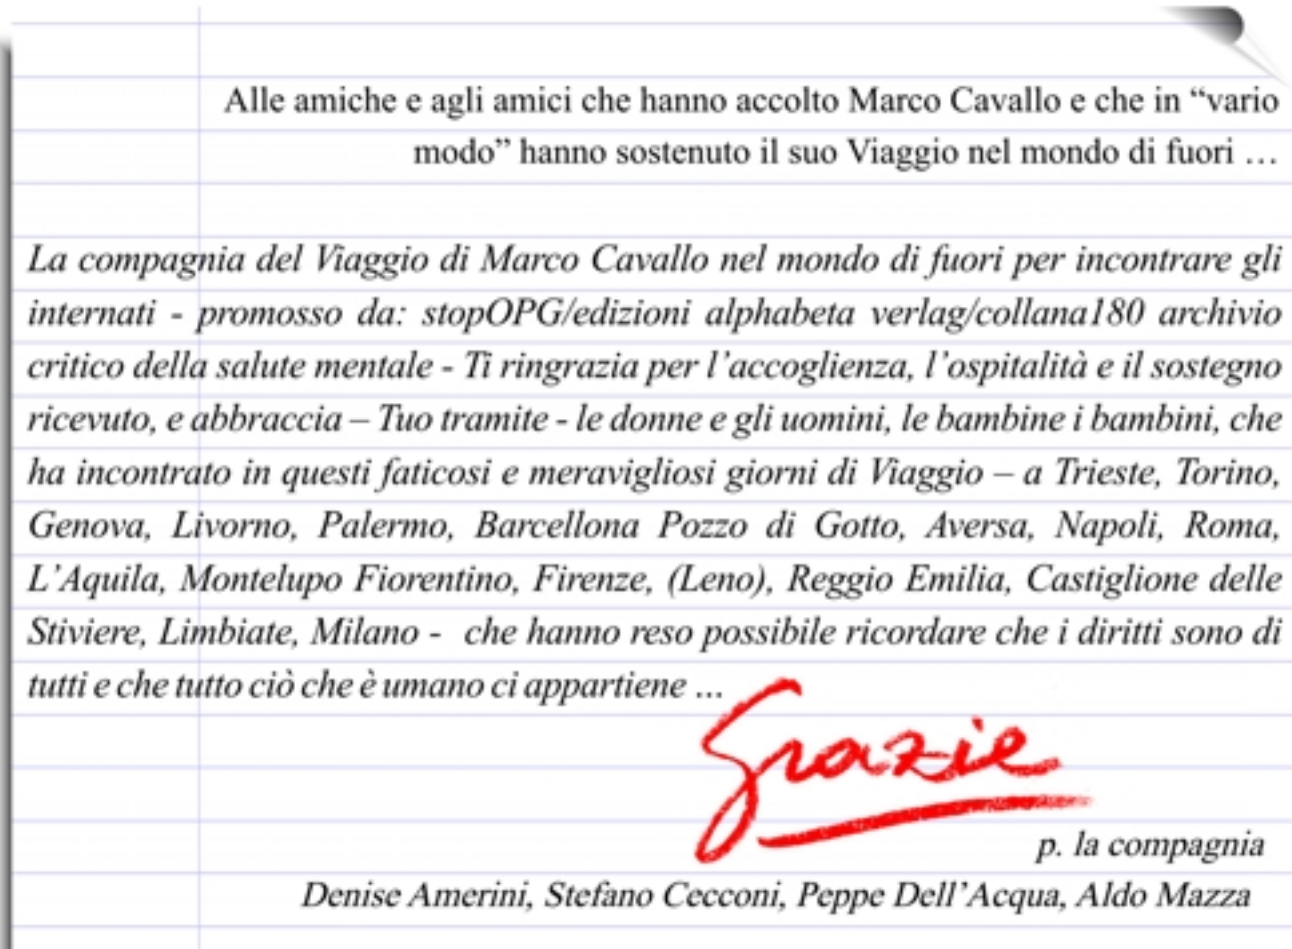 Alle amiche e agli amici che hanno accolto Marco Cavallo e che in “vario
modo” hanno sostenuto il suo Viaggio nel mondo di fuori …
La compagnia del Viaggio di Marco Cavallo nel mondo di fuori per incontrare gli
internati - promosso da: stopOPG/edizioni alphabeta verlag/collana180 archivio
critico della salute mentale - Ti ringrazia per l’accoglienza, l’ospitalità e il sostegno
ricevuto, e abbraccia – Tuo tramite - le donne e gli uomini, le bambine i bambini, che
ha incontrato in questi faticosi e meravigliosi giorni di Viaggio – a Trieste, Torino,
Genova, Livorno, Palermo, Barcellona Pozzo di Gotto, Aversa, Napoli, Roma,
L’Aquila, Montelupo Fiorentino, Firenze, (Leno), Reggio Emilia, Castiglione delle
Stiviere, Limbiate, Milano - che hanno reso possibile ricordare che i diritti sono di
tutti e che tutto ciò che è umano ci appartiene ...
Grazie
p. la compagnia
Denise Amerini, Stefano Cecconi, Peppe Dell’Acqua, Aldo Mazza